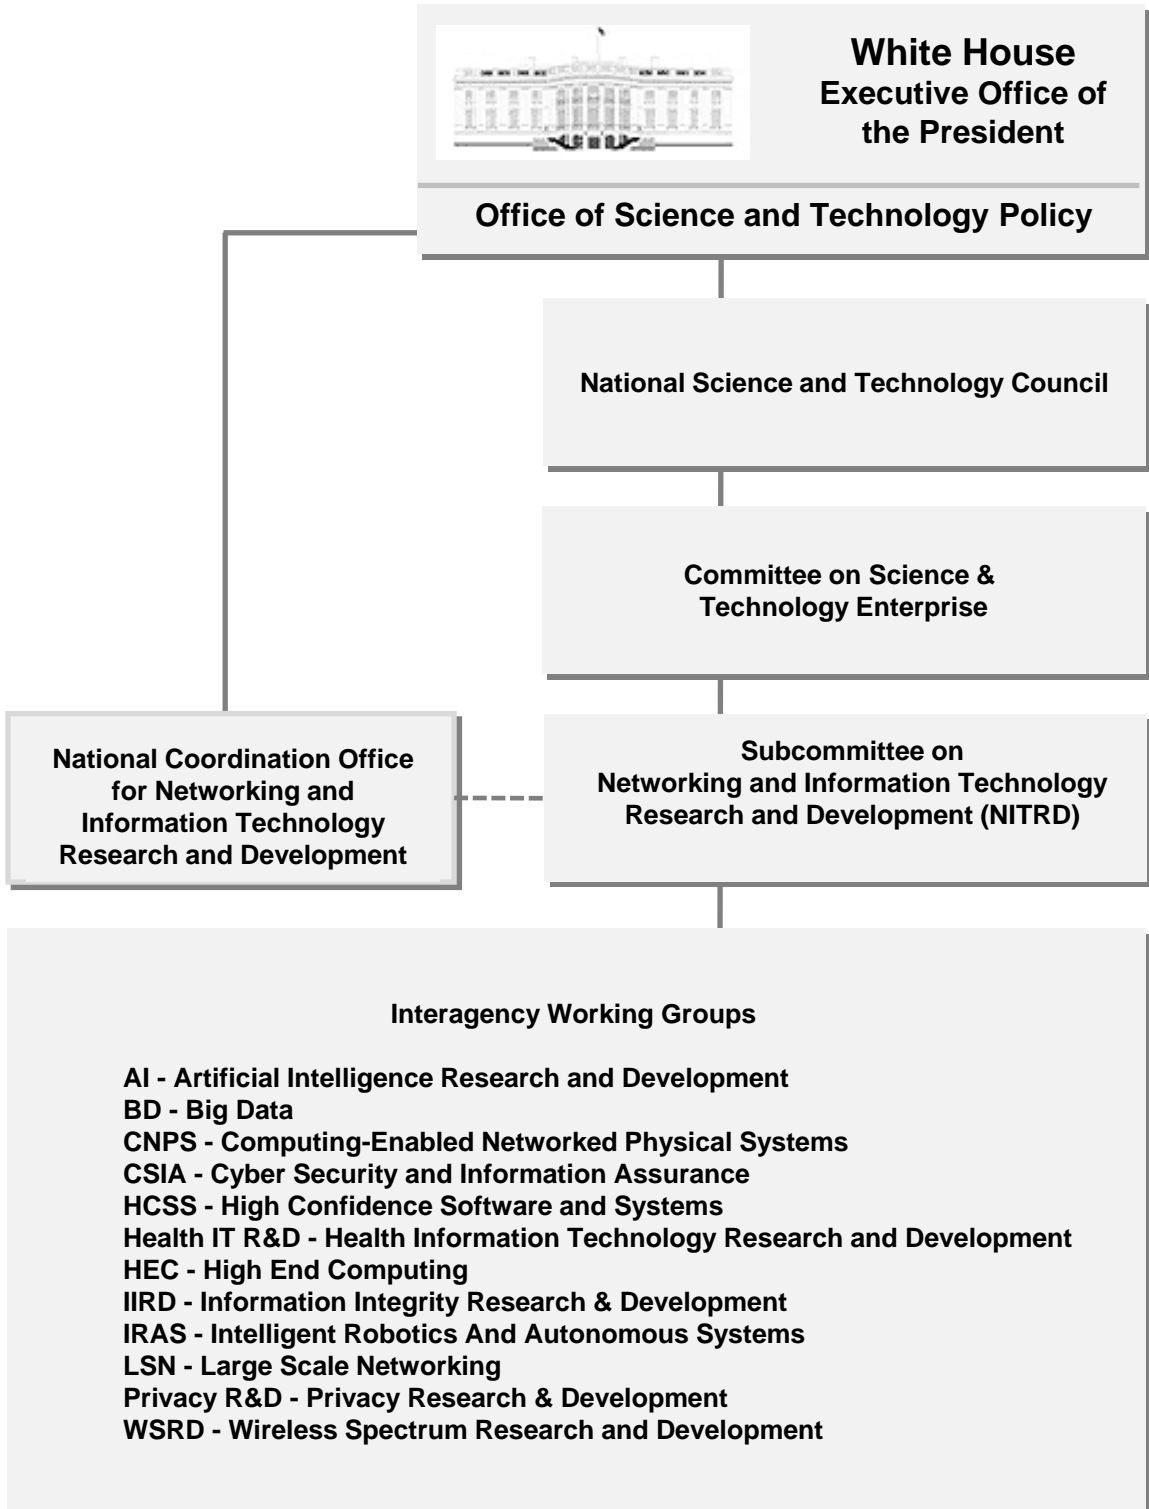 White House
Executive Office of
the President
Office of Science and Technology Policy
National Science and Technology Council
Committee on Science &
Technology Enterprise
National Coordination Office
for Networking and
Information Technology
Research and Development
Subcommittee on
Networking and Information Technology
Research and Development (NITRD)
Interagency Working Groups
AI - Artificial Intelligence Research and Development
BD - Big Data
CNPS - Computing-Enabled Networked Physical Systems
CSIA - Cyber Security and Information Assurance
HCSS - High Confidence Software and Systems
Health IT R&D - Health Information Technology Research and Development
HEC - High End Computing
IIRD - Information Integrity Research & Development
IRAS - Intelligent Robotics And Autonomous Systems
LSN - Large Scale Networking
Privacy R&D - Privacy Research & Development
WSRD - Wireless Spectrum Research and Development